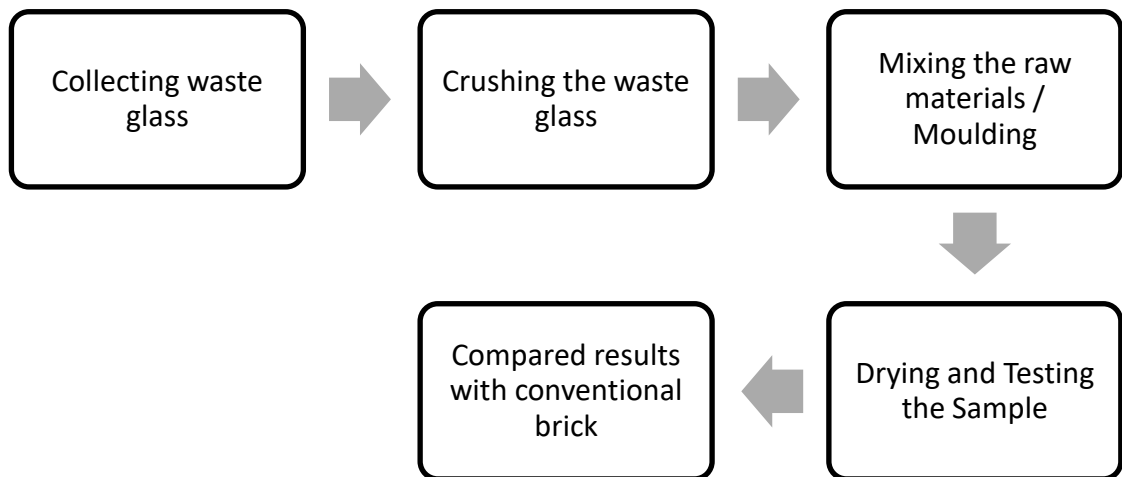 Collecting waste
glass
Crushing the waste
glass
Mixing the raw
materials /
Moulding
Drying and Testing
the Sample
Compared results
with conventional
brick